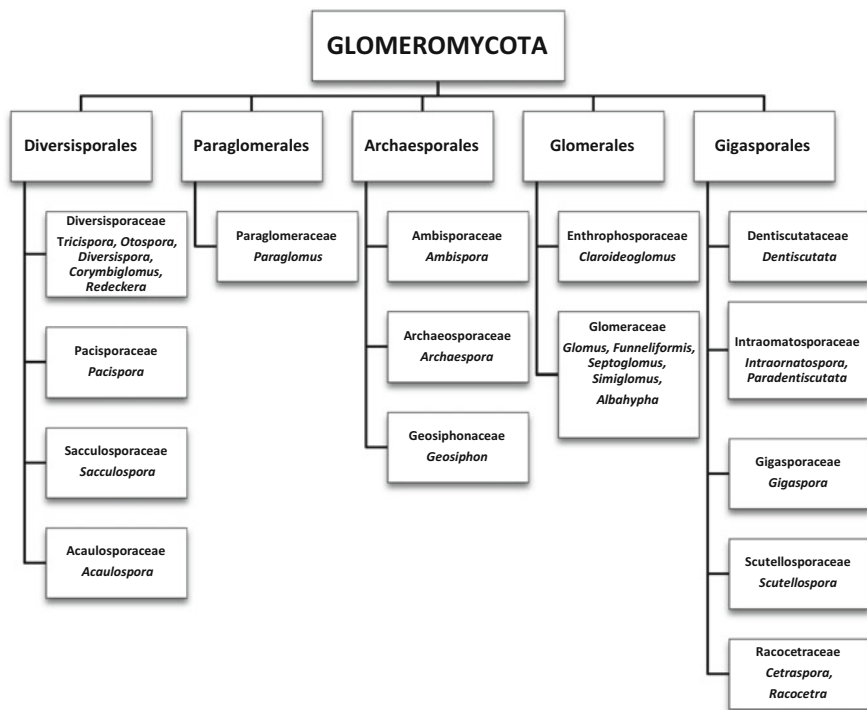 GLOMEROMYCOTA
Diversisporales
Paraglomerales
Archaesporales
Glomerales
Gigasporales
Diversisporaceae
Tricispora, Otospora,
Diversispora,
Corymbiglomus,
Redeckera
Pacisporaceae
Pacispora
Sacculosporaceae
Sacculospora
Acaulosporaceae
Acaulospora
Paraglomeraceae
Paraglomus
Ambisporaceae
Ambispora
Archaeosporaceae
Archaespora
Geosiphonaceae
Geosiphon
Enthrophosporaceae
Claroideoglomus
Glomeraceae
Glomus, Funneliformis,
Septoglomus,
Simiglomus,
Albahypha
Dentiscutataceae
Dentiscutata
Intraomatosporaceae
Intraornatospora,
Paradentiscutata
Gigasporaceae
Gigaspora
Scutellosporaceae
Scutellospora
Racocetraceae
Cetraspora,
Racocetra